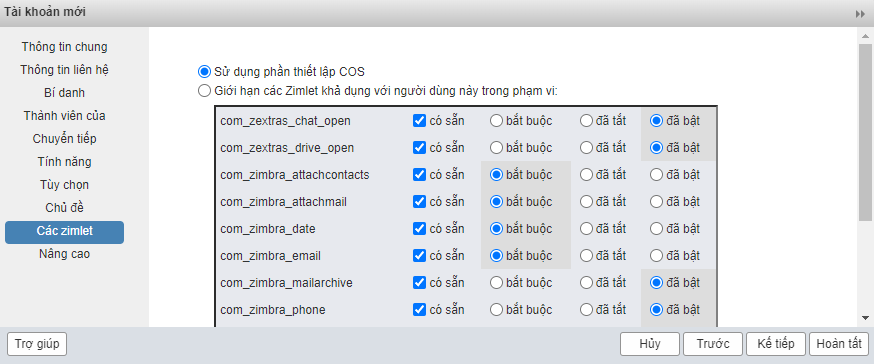 Tài khoản mới
Thông tin chung
Thông tin liên hệ
Bí danh
Thành viên của
Chuyển tiếp
Tính năng
Tùy chọn
Chủ đề
Các zimlet
Nâng cao
Sử dụng phần thiết lập COS
Giới hạn các Zimlet khả dụng với người dùng này trong phạm vi:
com_zextras_chat_open có sẵn bắt buộc đã tắt đã bật
com_zextras_drive_open có sẵn bắt buộc đã tắt đã bật
com_zimbra_attachcontacts có sẵn bắt buộc đã tắt đã bật
com_zimbra_attachmail có sẵn bắt buộc đã tắt đã bật
com_zimbra_date có sẵn bắt buộc đã tắt đã bật
com_zimbra_email có sẵn bắt buộc đã tắt đã bật
com_zimbra_mailarchive có sẵn bắt buộc đã tắt đã bật
com_zimbra_phone có sẵn bắt buộc đã tắt đã bật
Trợ giúp Hủy Trước Kế tiếp Hoàn tất